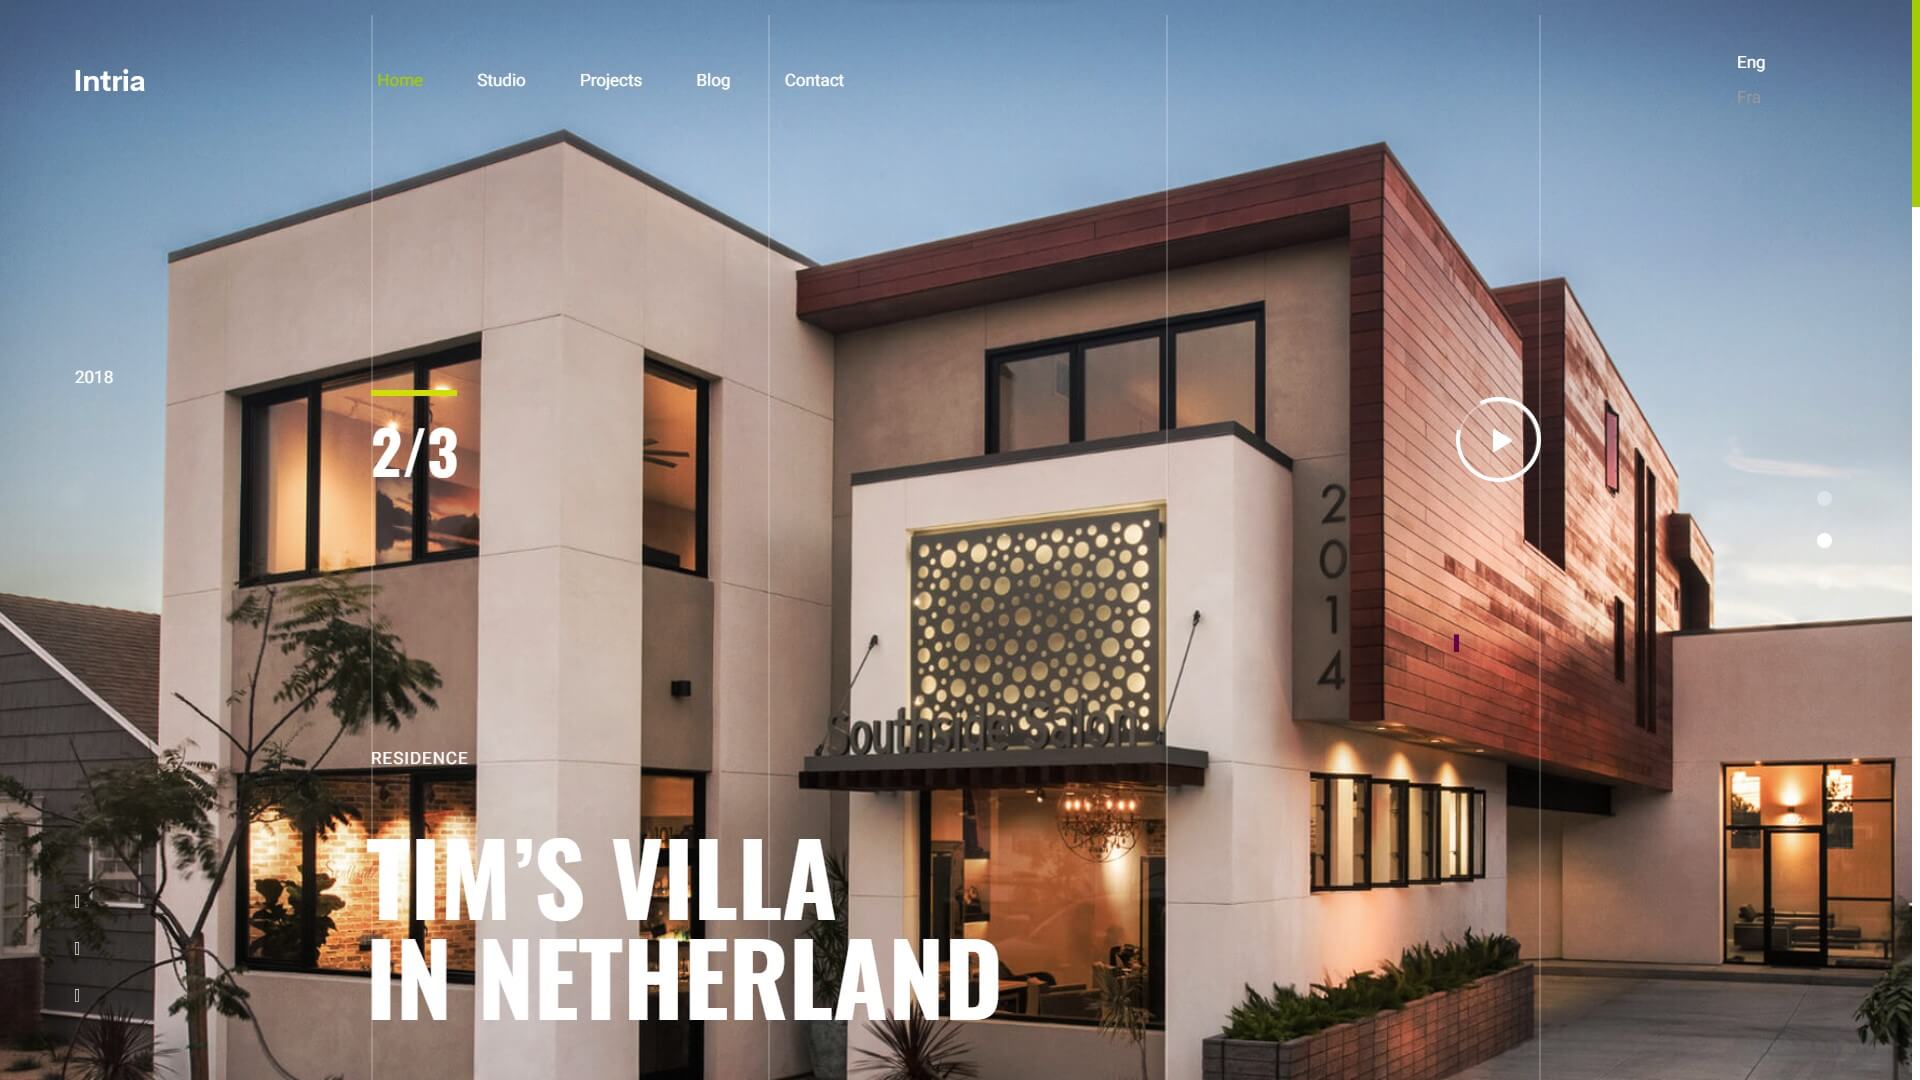 Intria
Home
Studio
Projects
Blog
Contact
Eng
Fra
2018
2/3
2014
Southside Salon
RESIDENCE
TIM’S VILLA
IN NETHERLAND